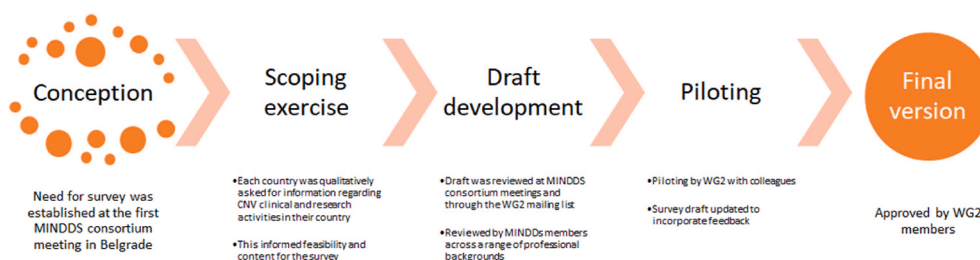 Conception
Need for survey was
established at the first
MINDDS consortium
meeting in Belgrade
Scoping
exercise
•Each country was qualitatively
asked for information regarding
CNV clinical and research
activities in their country
•This informed feasibility and
content for the survey
Draft
development
•Draft was reviewed at MINDDS
consortium meetings and
through the WG2 mailing list
•Reviewed by MINDDs members
across a range of professional
backgrounds
Piloting
•Piloting by WG2 with colleagues
•Survey draft updated to
incorporate feedback
Final
version
Approved by WG2
members